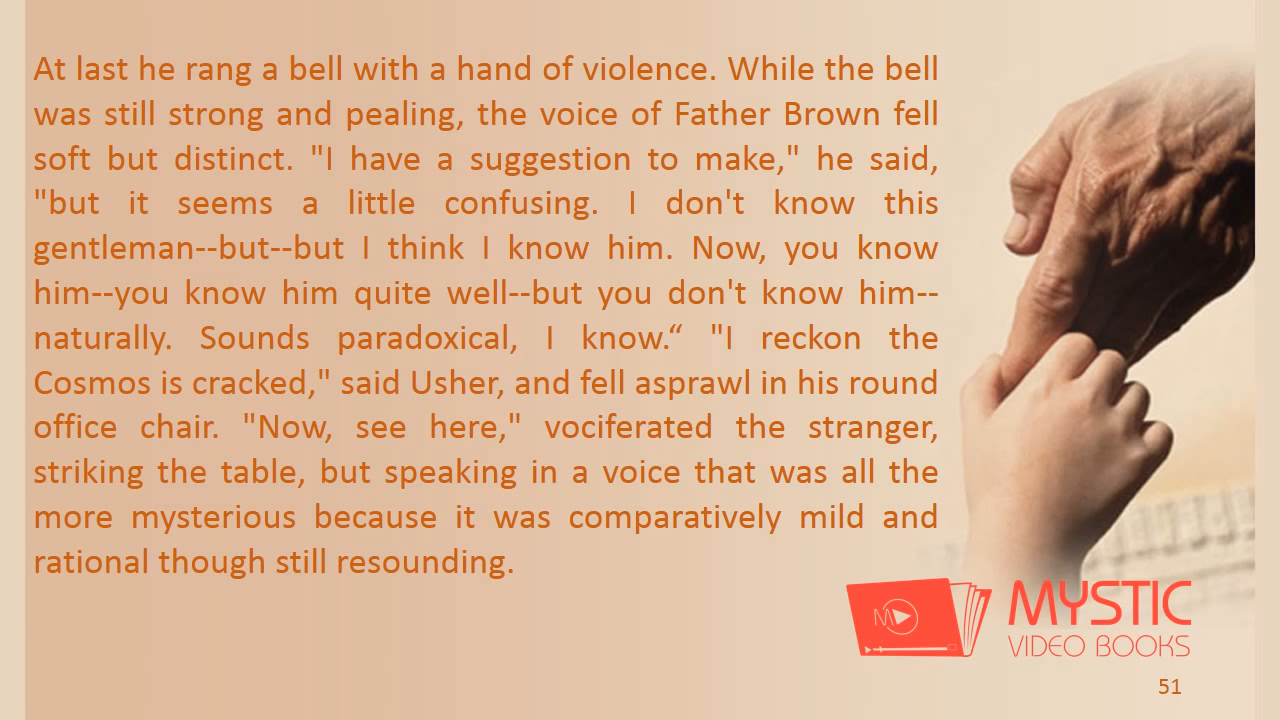 At last he rang a bell with a hand of violence. While the bell
was still strong and pealing, the voice of Father Brown fell
soft but distinct. "I have a suggestion to make," he said,
"but it seems a little confusing. I don't know this
gentleman--but--but I think I know him. Now, you know
him--you know him quite well--but you don't know him--
naturally. Sounds paradoxical, I know.“ "I reckon the
Cosmos is cracked," said Usher, and fell asprawl in his round
office chair. "Now, see here," vociferated the stranger,
striking the table, but speaking in a voice that was all the
more mysterious because it was comparatively mild and
rational though still resounding.
M
MYSTIC
VIDEO BOOKS
51